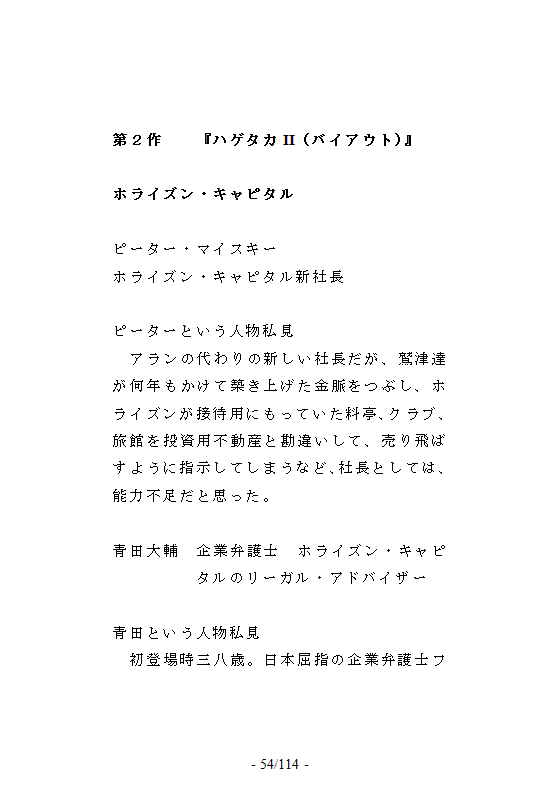 第２作　　『ハゲタカⅡ（バイアウト）』
ホライズン・キャピタル
ピーター・マイスキー
ホライズン・キャピタル新社長
ピーターという人物私見
　アランの代わりの新しい社長だが、鷲津達
が何年もかけて築き上げた金脈をつぶし、ホ
ライズンが接待用にもっていた料亭、クラブ、
旅館を投資用不動産と勘違いして、売り飛ば
すように指示してしまうなど、社長としては、
能力不足だと思った。
青田大輔　企業弁護士　ホライズン・キャピ
タルのリーガル・アドバイザー
青田という人物私見
　初登場時三八歳。日本屈指の企業弁護士フ
- 54/114 -